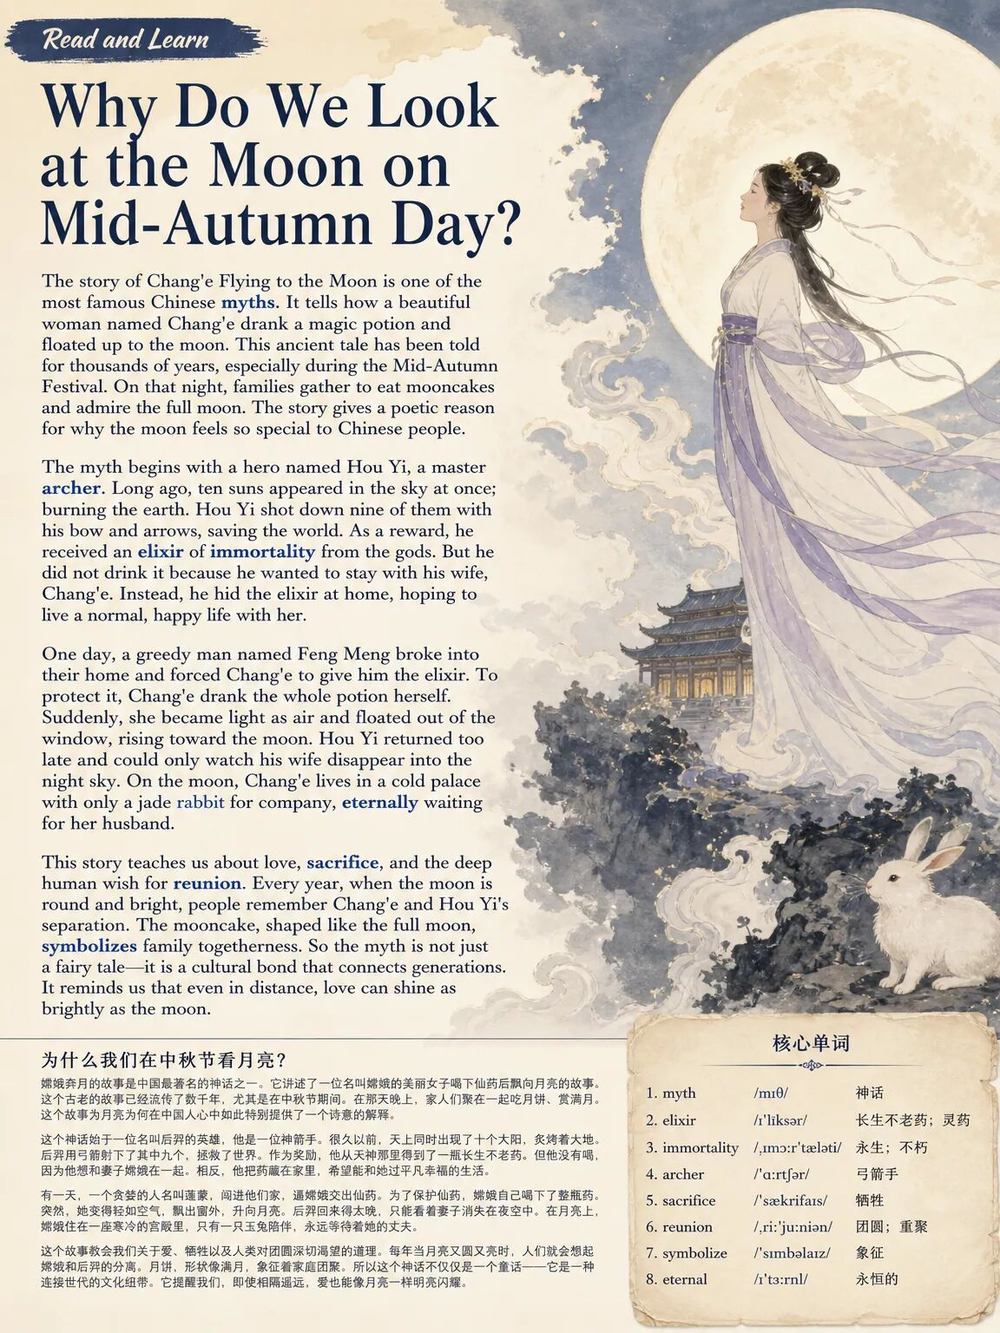 Read and Learn
Why Do We Look
at the Moon on
Mid-Autumn Day?
The story of Chang'e Flying to the Moon is one of the
most famous Chinese myths. It tells how a beautiful
woman named Chang'e drank a magic potion and
floated up to the moon. This ancient tale has been told
for thousands of years, especially during the Mid-Autumn
Festival. On that night, families gather to eat mooncakes
and admire the full moon. The story gives a poetic reason
for why the moon feels so special to Chinese people.
The myth begins with a hero named Hou Yi, a master
archer. Long ago, ten suns appeared in the sky at once;
burning the earth. Hou Yi shot down nine of them with
his bow and arrows, saving the world. As a reward, he
received an elixir of immortality from the gods. But he
did not drink it because he wanted to stay with his wife,
Chang'e. Instead, he hid the elixir at home, hoping to
live a normal, happy life with her.
One day, a greedy man named Feng Meng broke into
their home and forced Chang'e to give him the elixir. To
protect it, Chang'e drank the whole potion herself.
Suddenly, she became light as air and floated out of the
window, rising toward the moon. Hou Yi returned too
late and could only watch his wife disappear into the
night sky. On the moon, Chang'e lives in a cold palace
with only a jade rabbit for company, eternally waiting
for her husband.
This story teaches us about love, sacrifice, and the deep
human wish for reunion. Every year, when the moon is
round and bright, people remember Chang'e and Hou Yi's
separation. The mooncake, shaped like the full moon,
symbolizes family togetherness. So the myth is not just
a fairy tale—it is a cultural bond that connects generations.
It reminds us that even in distance, love can shine as
brightly as the moon.
为什么我们在中秋节看月亮？
嫦娥奔月的故事是中国最著名的神话之一。它讲述了一位名叫嫦娥的美丽女子喝下仙药后飘向月亮的故事。
这个古老的故事已经流传了数千年，尤其是在中秋节期间。在那天晚上，家人们聚在一起吃月饼、赏满月。
这个故事为月亮为何在中国人心中如此特别提供了一个诗意的解释。
这个神话始于一位名叫后羿的英雄，他是一位神箭手。很久以前，天上同时出现了十个太阳，炙烤着大地。
后羿用弓箭射下了其中九个，拯救了世界。作为奖励，他从天神那里得到了一瓶长生不老药。但他没有喝，
因为他想和妻子嫦娥在一起。相反，他把药藏在家里，希望能和她过平凡幸福的生活。
有一天，一个贪婪的人名叫蓬蒙，闯进他们家，逼嫦娥交出仙药。为了保护仙药，嫦娥自己喝下了整瓶药。
突然，她变得轻如空气，飘出窗外，升向月亮。后羿回来得太晚，只能看着妻子消失在夜空中。在月亮上，
嫦娥住在一座寒冷的宫殿里，只有一只玉兔陪伴，永远等待着她的丈夫。
这个故事教会我们关于爱、牺牲以及人类对团圆深切渴望的道理。每年当月亮又圆又亮时，人们就会想起
嫦娥和后羿的分离。月饼，形状像满月，象征着家庭团聚。所以这个神话不仅仅是一个童话——它是一种
连接世代的文化纽带。它提醒我们，即使相隔遥远，爱也能像月亮一样明亮闪耀。
核心单词
1. myth /mɪθ/ 神话
2. elixir /ɪ'lɪksər/ 长生不老药；灵药
3. immortality /ˌɪmɔːr'tæləti/ 永生；不朽
4. archer /'ɑːrtʃər/ 弓箭手
5. sacrifice /'sækrifaɪs/ 牺牲
6. reunion /ˌriː'juːniən/ 团圆；重聚
7. symbolize /'sɪmbəlaɪz/ 象征
8. eternal /ɪ'tɜːrnl/ 永恒的